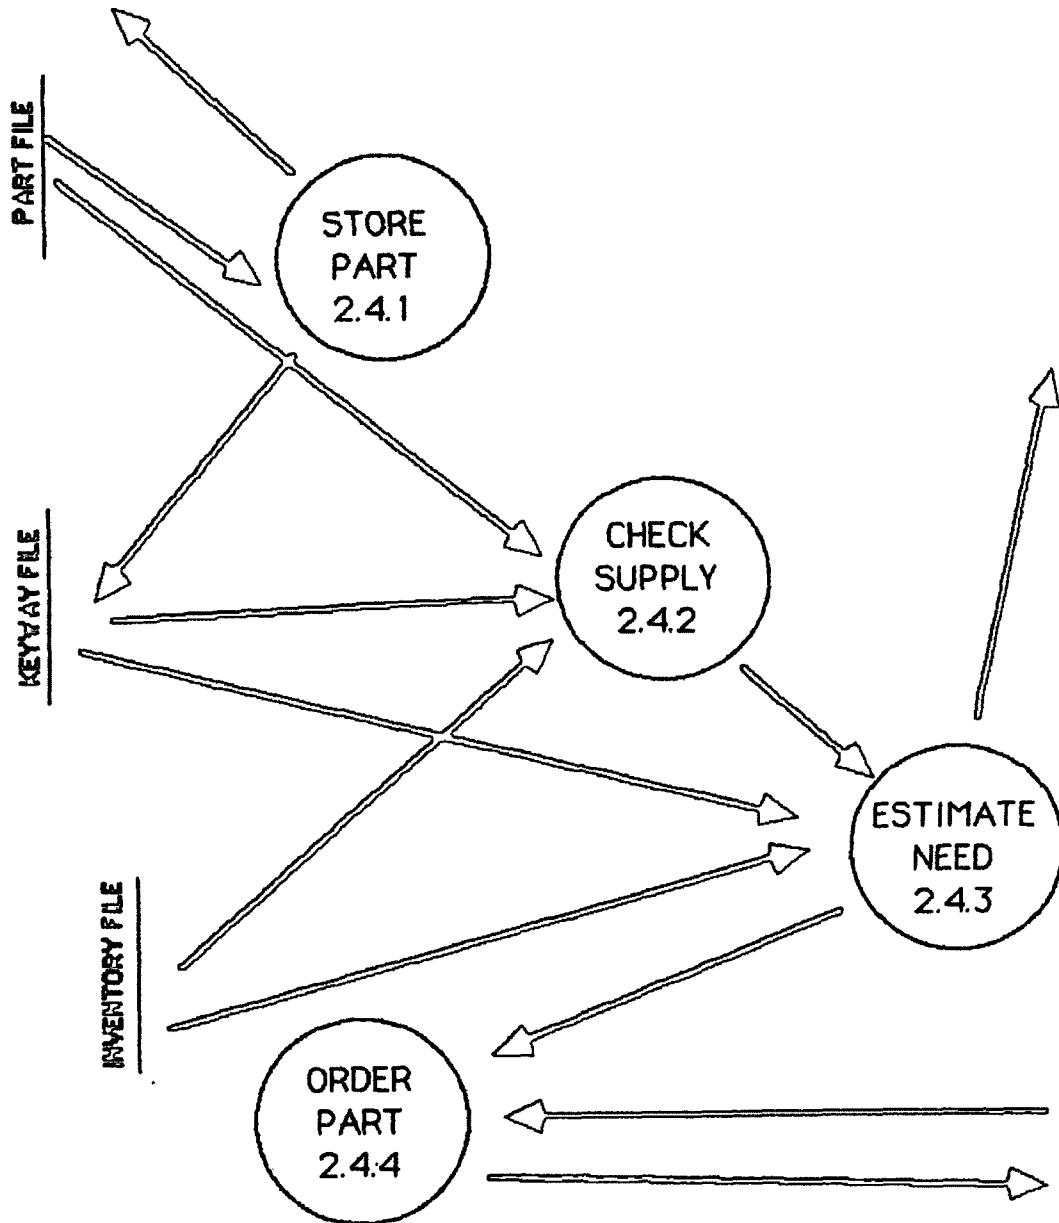 PART FILE
STORE
PART
2.4.1
KEYWAY FILE
CHECK
SUPPLY
2.4.2
ESTIMATE
NEED
2.4.3
INVENTORY FILE
ORDER
PART
2.4.4